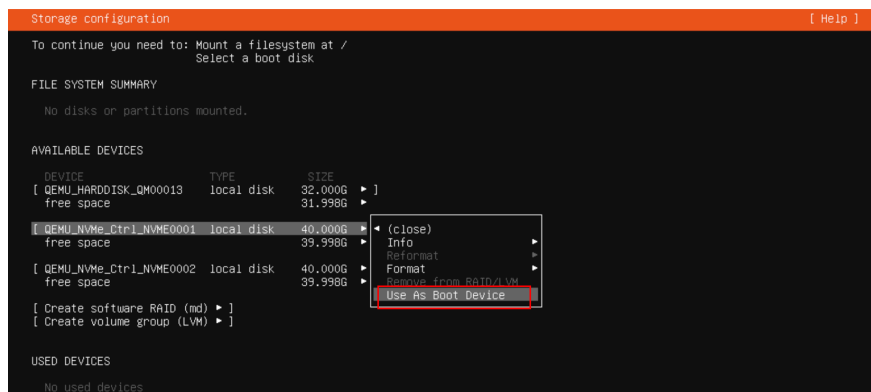 Storage configuration [ Help ]
To continue you need to: Mount a filesystem at /
Select a boot disk
FILE SYSTEM SUMMARY
No disks or partitions mounted.
AVAILABLE DEVICES
DEVICE TYPE SIZE
[ QEMU_HARDDISK_QM00013 local disk 32.000G ▸ ]
free space 31.998G ▸
[ QEMU_NVMe_Ctrl_NVME0001 local disk 40.000G ▸
free space 39.998G ▸
◂ (close)
Info ▸
Reformat ▸
Format ▸
Remove from RAID/LVM
Use As Boot Device
[ QEMU_NVMe_Ctrl_NVME0002 local disk 40.000G ▸
free space 39.998G ▸
[ Create software RAID (md) ▸ ]
[ Create volume group (LVM) ▸ ]
USED DEVICES
No used devices